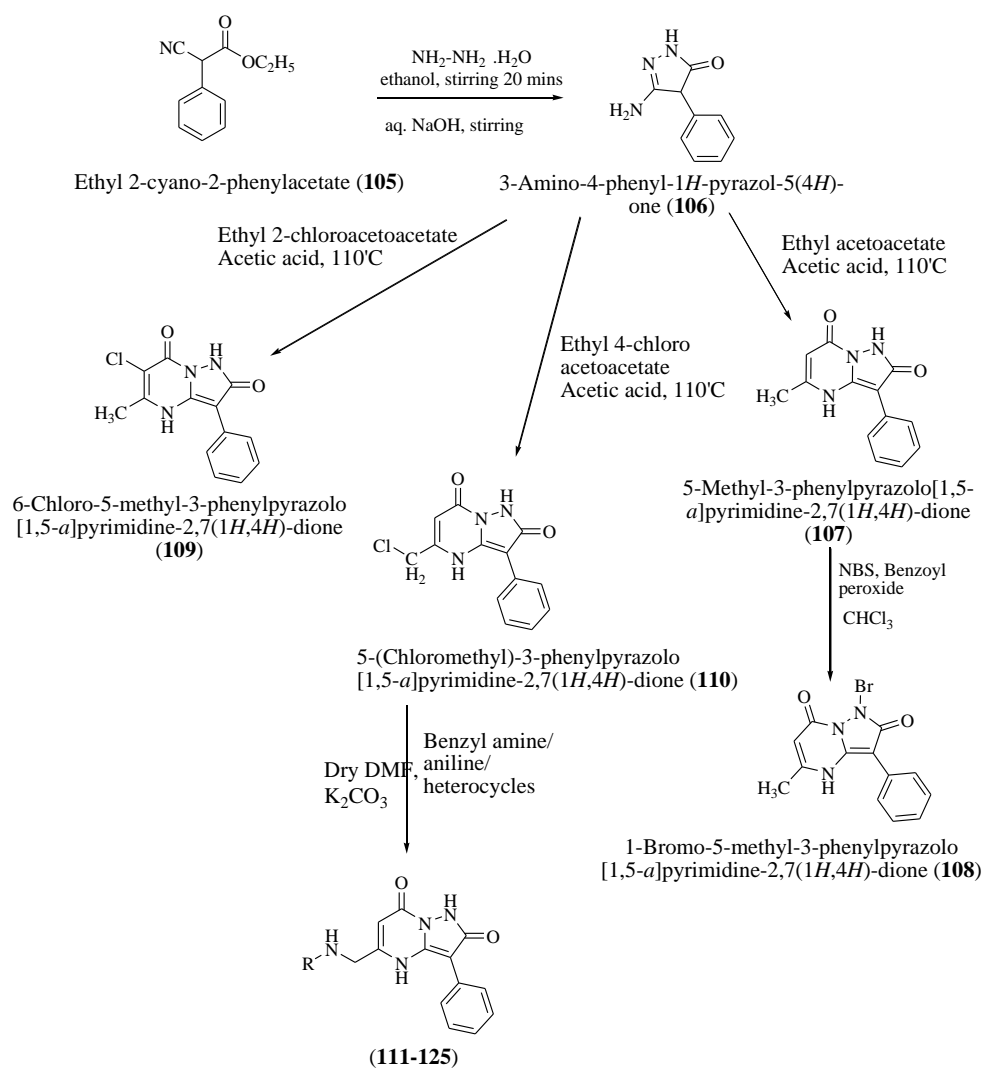 O
NC
OC2H5
NH2-NH2 .H2O
ethanol, stirring 20 mins
aq. NaOH, stirring
H
N
N
O
H2N
Ethyl 2-cyano-2-phenylacetate (105)
3-Amino-4-phenyl-1H-pyrazol-5(4H)-
one (106)
Ethyl 2-chloroacetoacetate
Acetic acid, 110'C
Ethyl 4-chloro
acetoacetate
Acetic acid, 110'C
Ethyl acetoacetate
Acetic acid, 110'C
O
Cl
H
N
N
O
H3C
N
H
6-Chloro-5-methyl-3-phenylpyrazolo
[1,5-a]pyrimidine-2,7(1H,4H)-dione
(109)
O
H
N
N
O
H3C
N
H
5-Methyl-3-phenylpyrazolo[1,5-
a]pyrimidine-2,7(1H,4H)-dione
(107)
O
H
N
N
O
Cl
C
H2
N
H
5-(Chloromethyl)-3-phenylpyrazolo
[1,5-a]pyrimidine-2,7(1H,4H)-dione (110)
NBS, Benzoyl
peroxide
CHCl3
Dry DMF,
K2CO3
Benzyl amine/
aniline/
heterocycles
Br
O
N
N
O
H3C
N
H
1-Bromo-5-methyl-3-phenylpyrazolo
[1,5-a]pyrimidine-2,7(1H,4H)-dione (108)
O
H
N
N
O
H
N
R
N
H
(111-125)